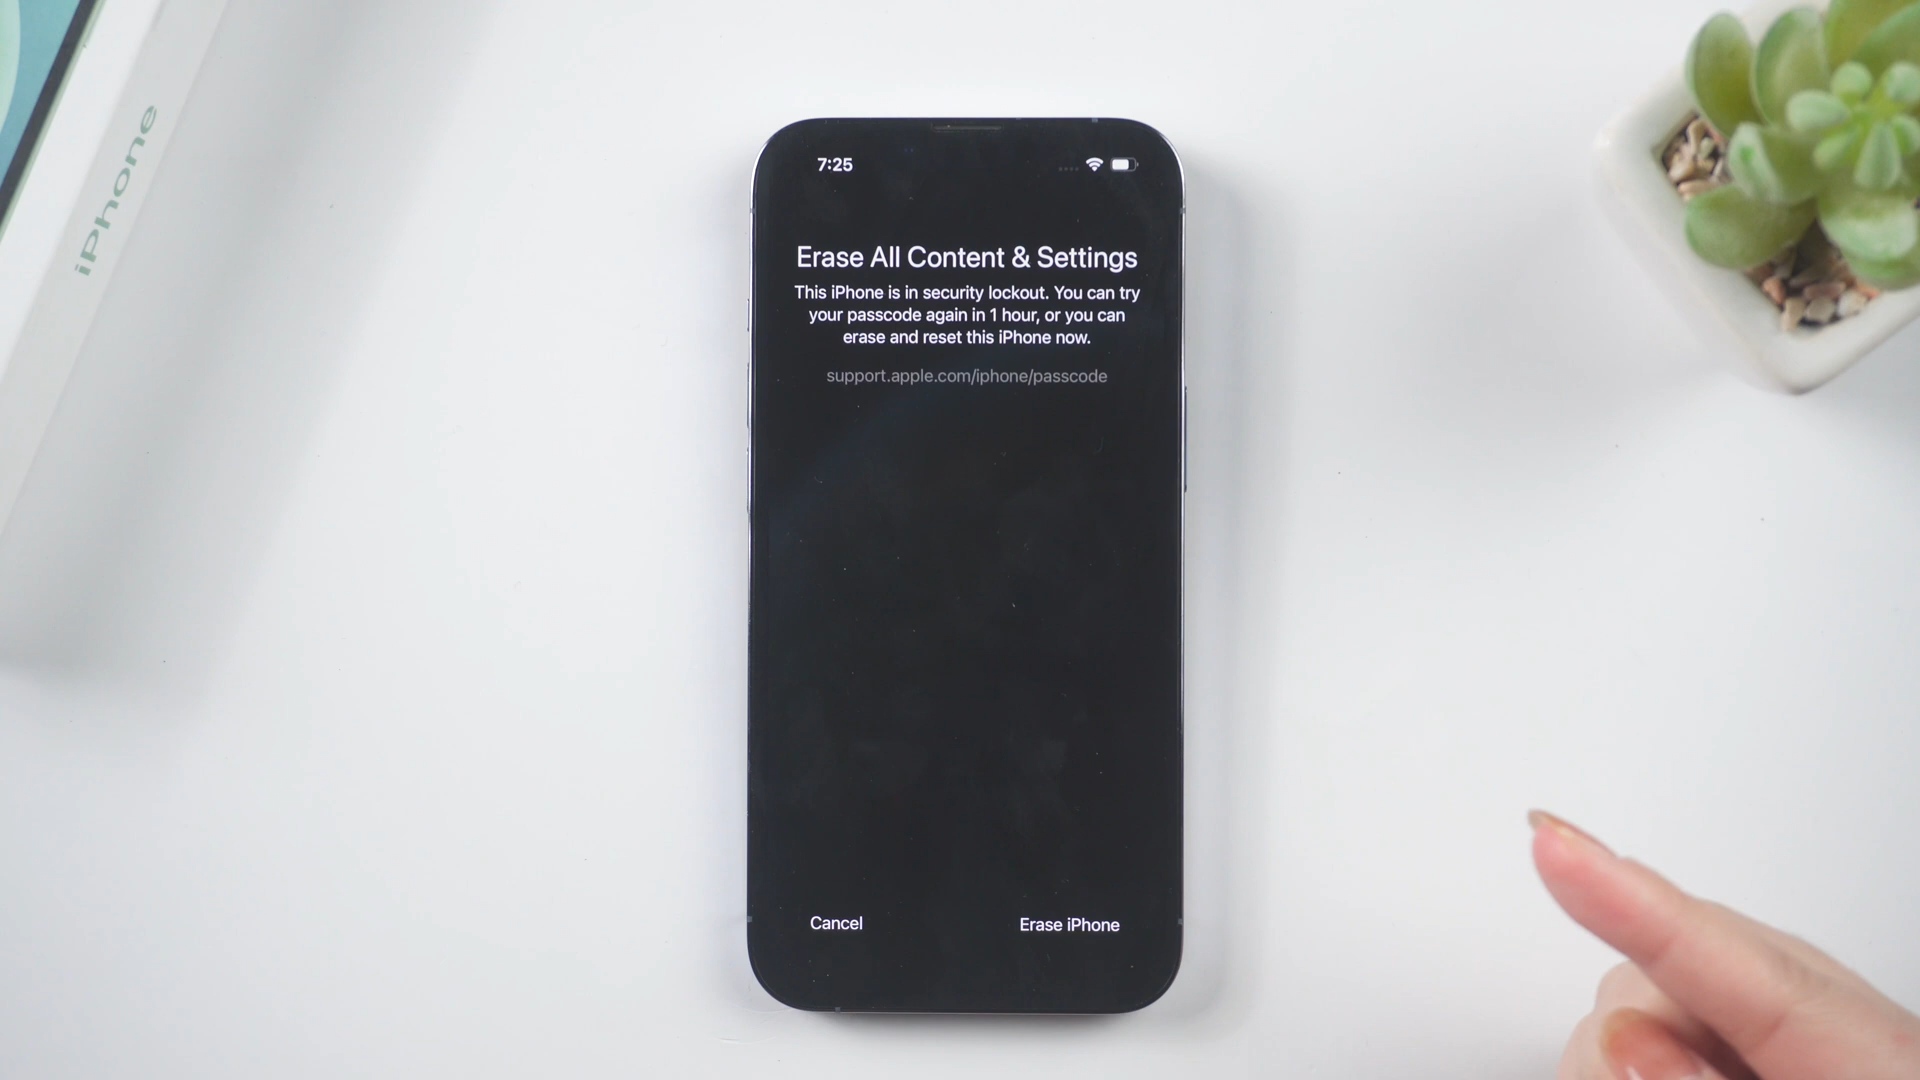 iPhone
7:25
Erase All Content & Settings
This iPhone is in security lockout. You can try
your passcode again in 1 hour, or you can
erase and reset this iPhone now.
support.apple.com/iphone/passcode
Cancel
Erase iPhone